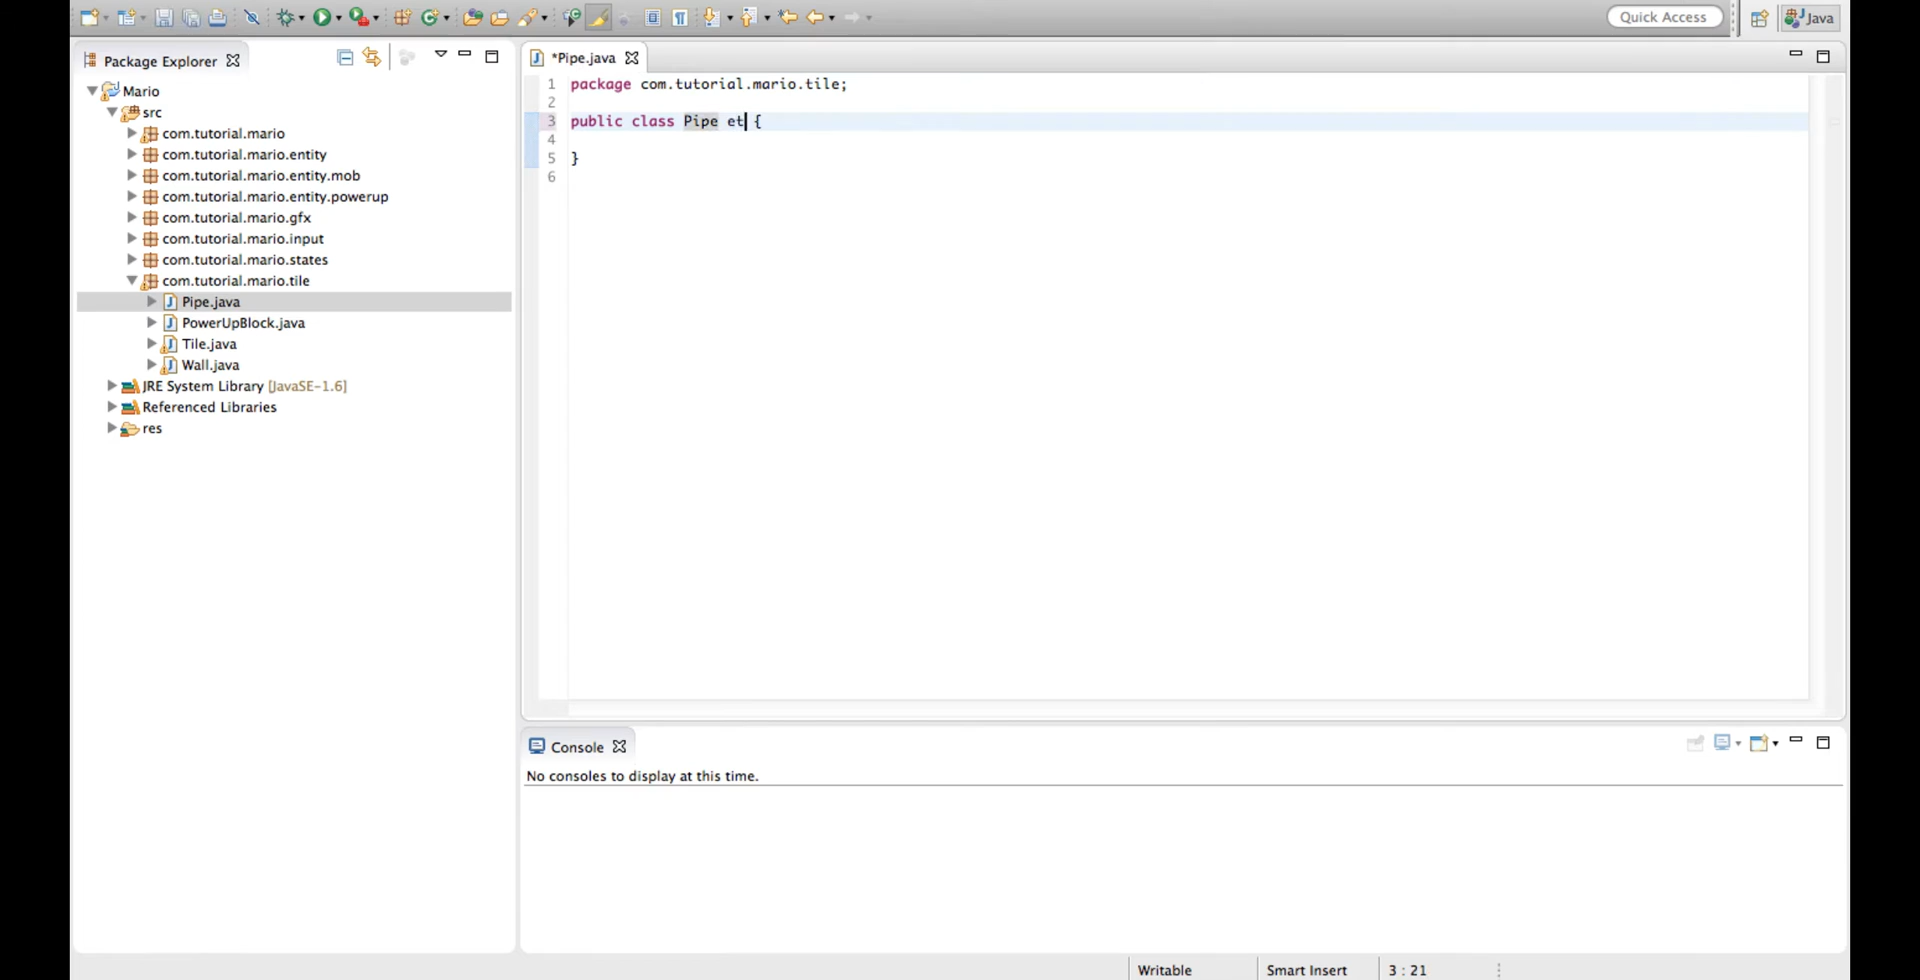 Quick Access
Java
Package Explorer
Mario
src
com.tutorial.mario
com.tutorial.mario.entity
com.tutorial.mario.entity.mob
com.tutorial.mario.entity.powerup
com.tutorial.mario.gfx
com.tutorial.mario.input
com.tutorial.mario.states
com.tutorial.mario.tile
Pipe.java
PowerUpBlock.java
Tile.java
Wall.java
JRE System Library [JavaSE-1.6]
Referenced Libraries
res
*Pipe.java
1 package com.tutorial.mario.tile;
2
3 public class Pipe et {
4
5 }
6
Console
No consoles to display at this time.
Writable
Smart Insert
3 : 21